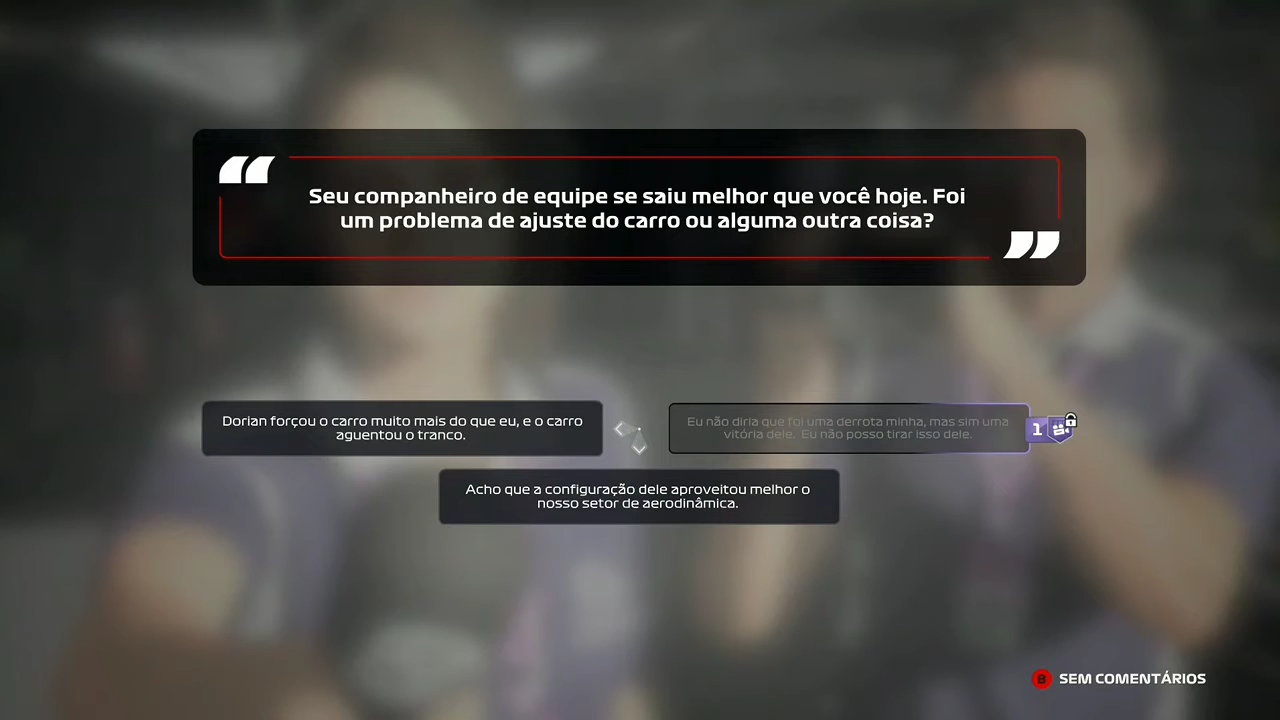 Seu companheiro de equipe se saiu melhor que você hoje. Foi
um problema de ajuste do carro ou alguma outra coisa?
Dorian forçou o carro muito mais do que eu, e o carro
aguentou o tranco.
Eu não diria que foi uma derrota minha, mas sim uma
vitória dele. Eu não posso tirar isso dele.
1
Acho que a configuração dele aproveitou melhor o
nosso setor de aerodinâmica.
B SEM COMENTÁRIOS